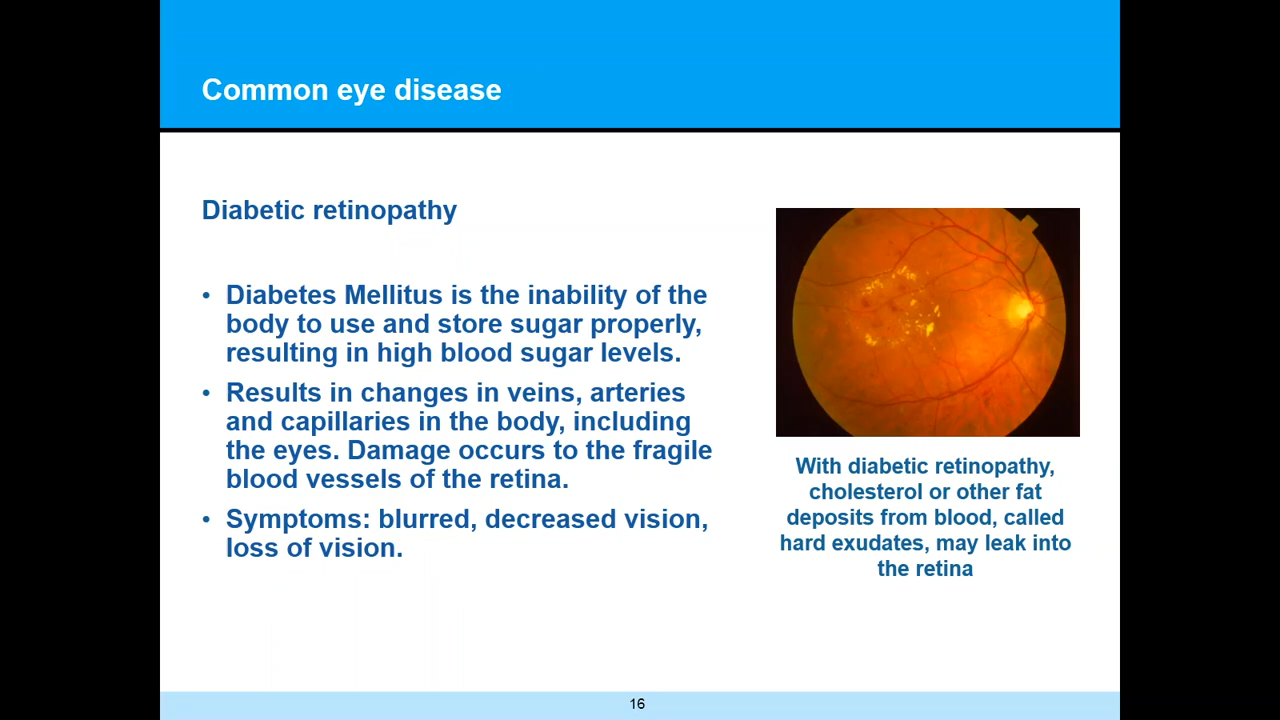 Common eye disease
Diabetic retinopathy
• Diabetes Mellitus is the inability of the
body to use and store sugar properly,
resulting in high blood sugar levels.
• Results in changes in veins, arteries
and capillaries in the body, including
the eyes. Damage occurs to the fragile
blood vessels of the retina.
• Symptoms: blurred, decreased vision,
loss of vision.
With diabetic retinopathy,
cholesterol or other fat
deposits from blood, called
hard exudates, may leak into
the retina
16